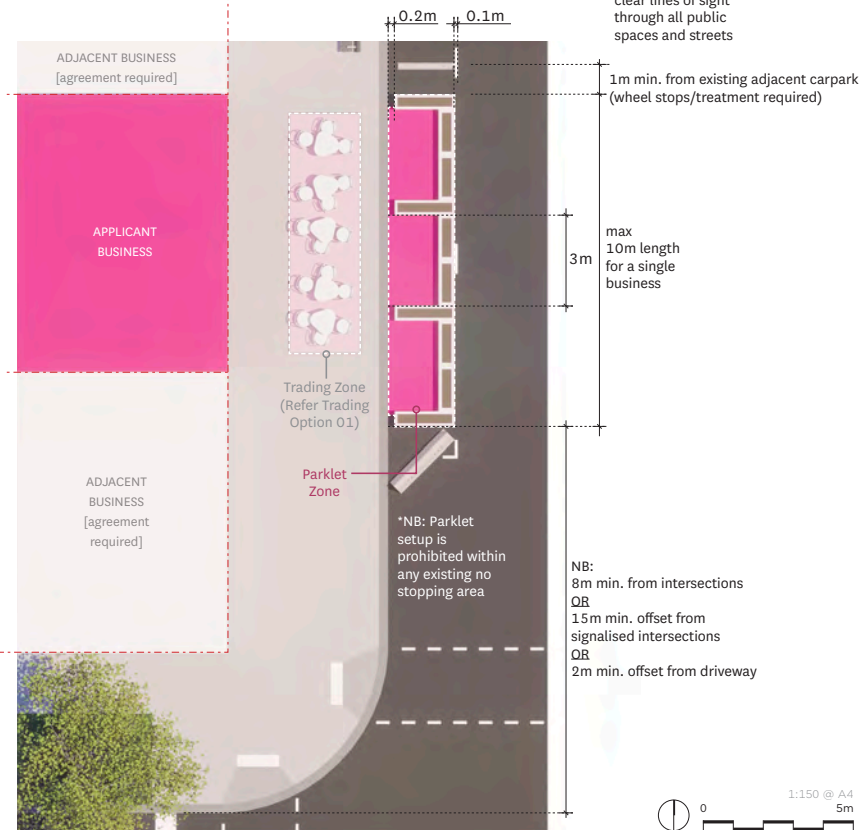 clear lines of sight
through all public
spaces and streets
0.2m
0.1m
ADJACENT BUSINESS
[agreement required]
1m min. from existing adjacent carpark
(wheel stops/treatment required)
APPLICANT
BUSINESS
max
10m length
for a single
business
3m
Trading Zone
(Refer Trading
Option 01)
Parklet
Zone
ADJACENT
BUSINESS
[agreement
required]
*NB: Parklet
setup is
prohibited within
any existing no
stopping area
NB:
8m min. from intersections
OR
15m min. offset from
signalised intersections
OR
2m min. offset from driveway
1:150 @ A4
0
5m